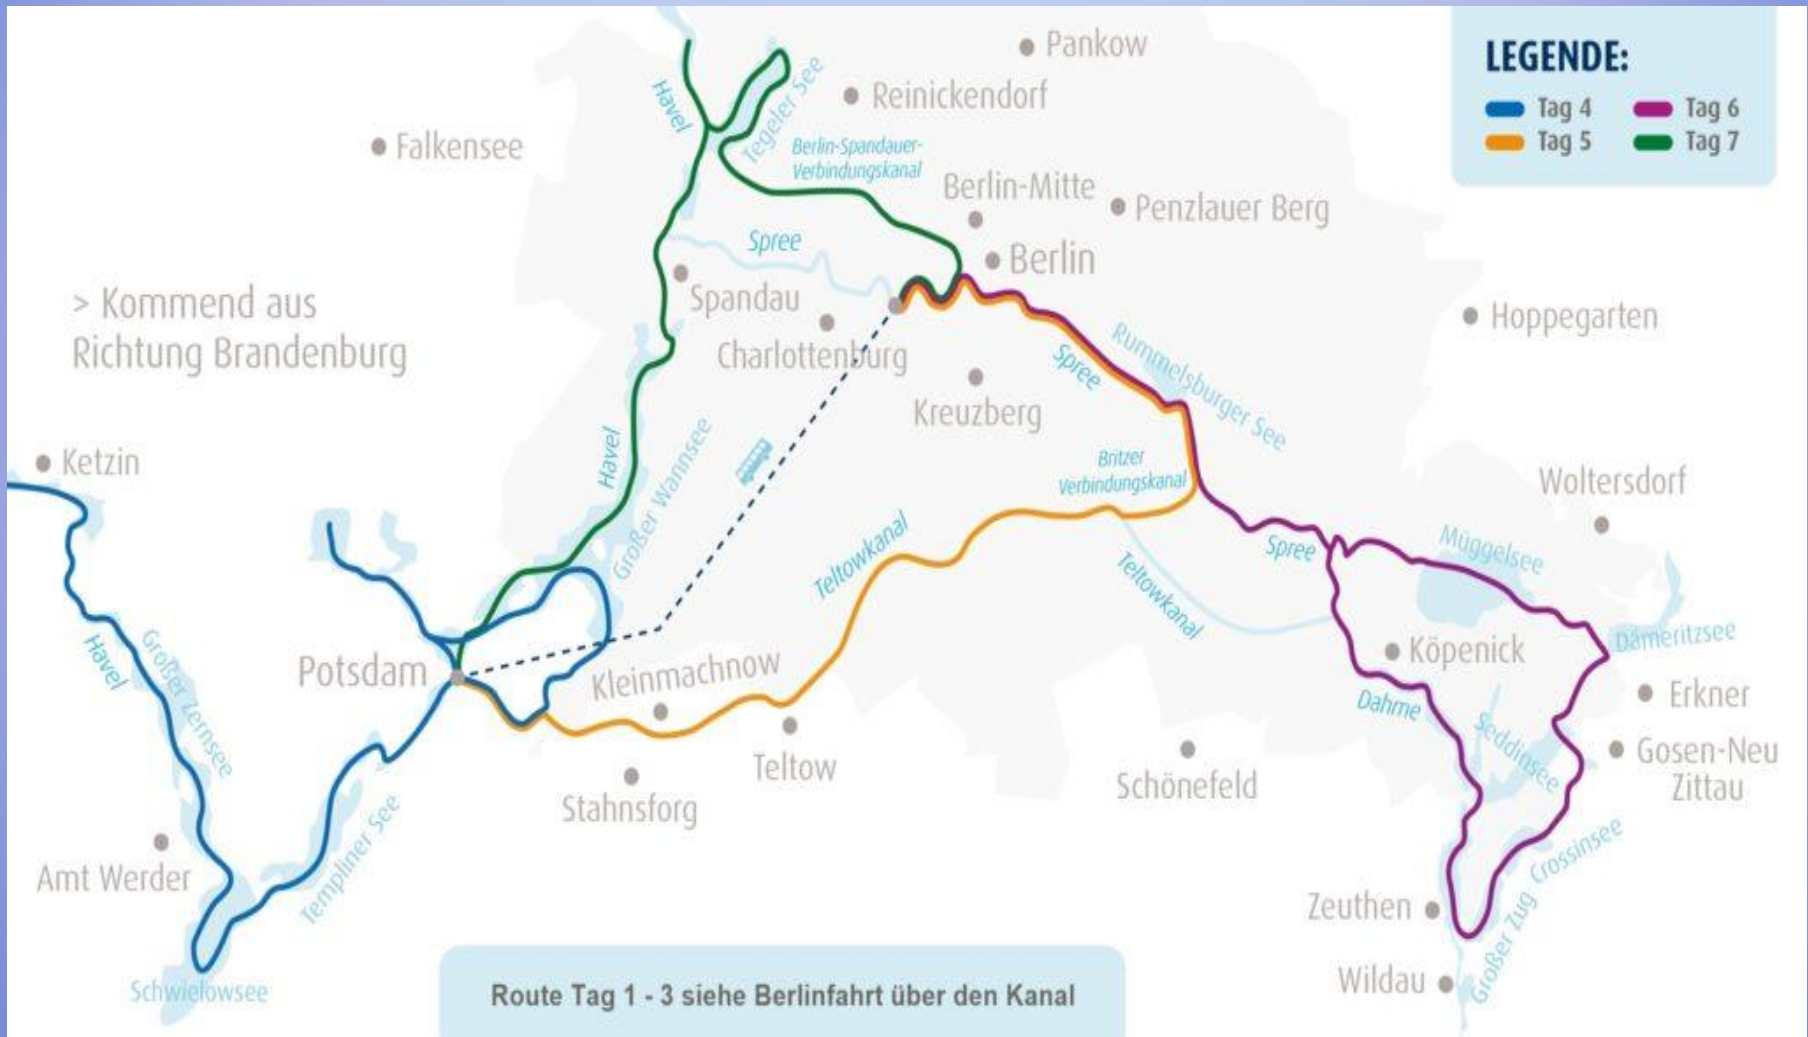 Pankow
LEGENDE:
Tag 4
Tag 6
Tag 5
Tag 7
Havel
Tegeler See
Reinickendorf
Falkensee
Berlin-Spandauer-
Verbindungskanal
Berlin-Mitte
Penzlauer Berg
Spree
Berlin
Spandau
> Kommend aus
Richtung Brandenburg
Charlottenburg
Hoppegarten
Rummelsburger See
Spree
Kreuzberg
Ketzin
Havel
Großer Wannsee
Britzer
Verbindungskanal
Woltersdorf
Teltowkanal
Teltowkanal
Spree
Müggelsee
Dämeritzsee
Köpenick
Havel
Großer Zernsee
Potsdam
Kleinmachnow
Dahme
Seddinsee
Erkner
Gosen-Neu
Zittau
Teltow
Schönefeld
Stahnsforg
Templiner See
Amt Werder
Crossinsee
Zeuthen
Großer Zug
Wildau
Schwielowsee
Route Tag 1 - 3 siehe Berlinfahrt über den Kanal